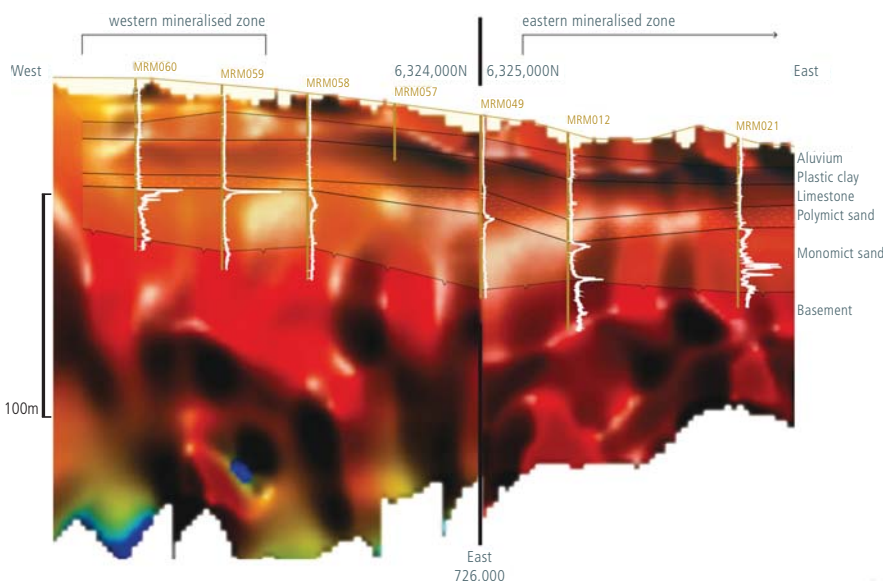 western mineralised zone
eastern mineralised zone
West
6,324,000N
6,325,000N
East
MRM060
MRM059
MRM058
MRM057
MRM049
MRM012
MRM021
Aluvium
Plastic clay
Limestone
Polymict sand
Monomict sand
Basement
100m
East
726.000